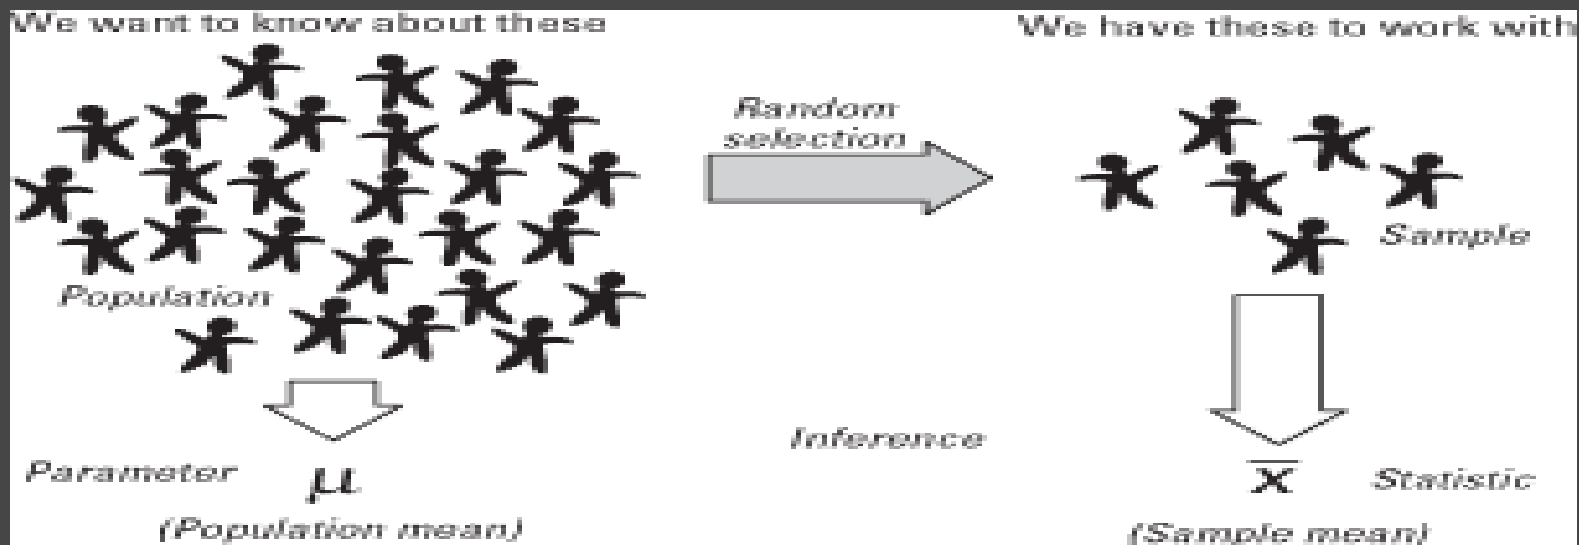 We want to know about these
We have these to work with
Random
selection
Sample
Population
Inference
Parameter
μ
x̄
Statistic
(Population mean)
(Sample mean)